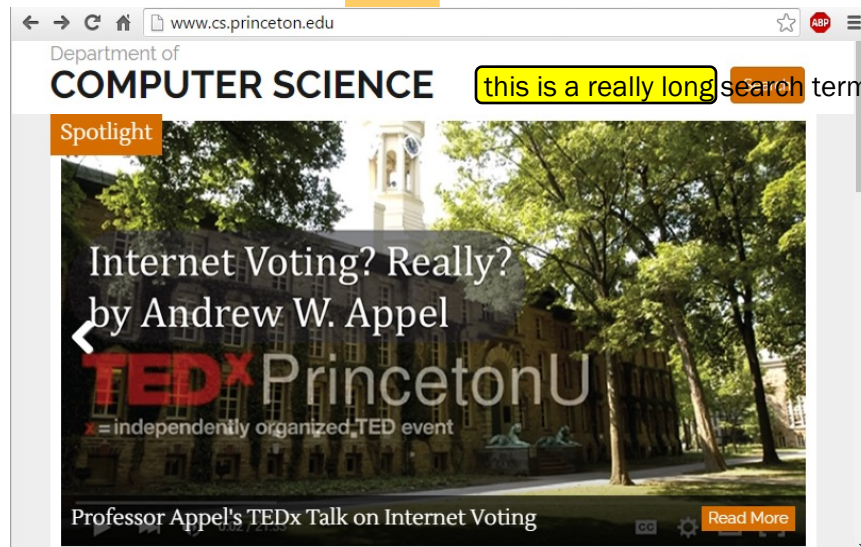 www.cs.princeton.edu
ABP
Department of
COMPUTER SCIENCE
this is a really long search term
Search
Spotlight
Internet Voting? Really?
by Andrew W. Appel
TEDx PrincetonU
x=independently organized TED event
Professor Appel's TEDx Talk on Internet Voting
CC
Read More